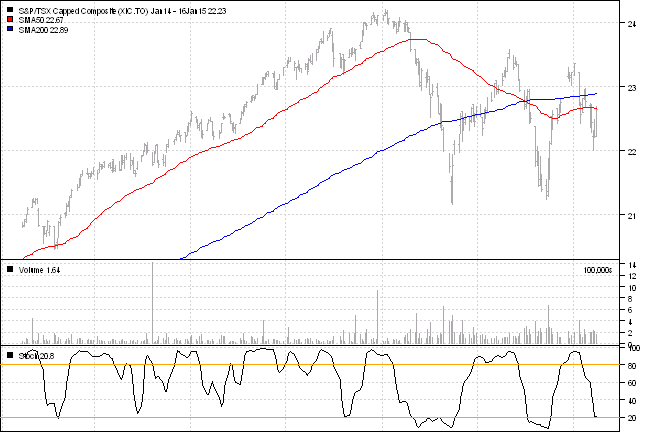 S&P/TSX Capped Composite (XIC.TO) Jan14 - 16Jan15 22.23
SMA50 22.67
SMA200 22.89
24
23
22
21
Volume 1.64
100,000s
14
12
10
8
6
4
2
0
Stoch 20.8
100
80
60
40
20